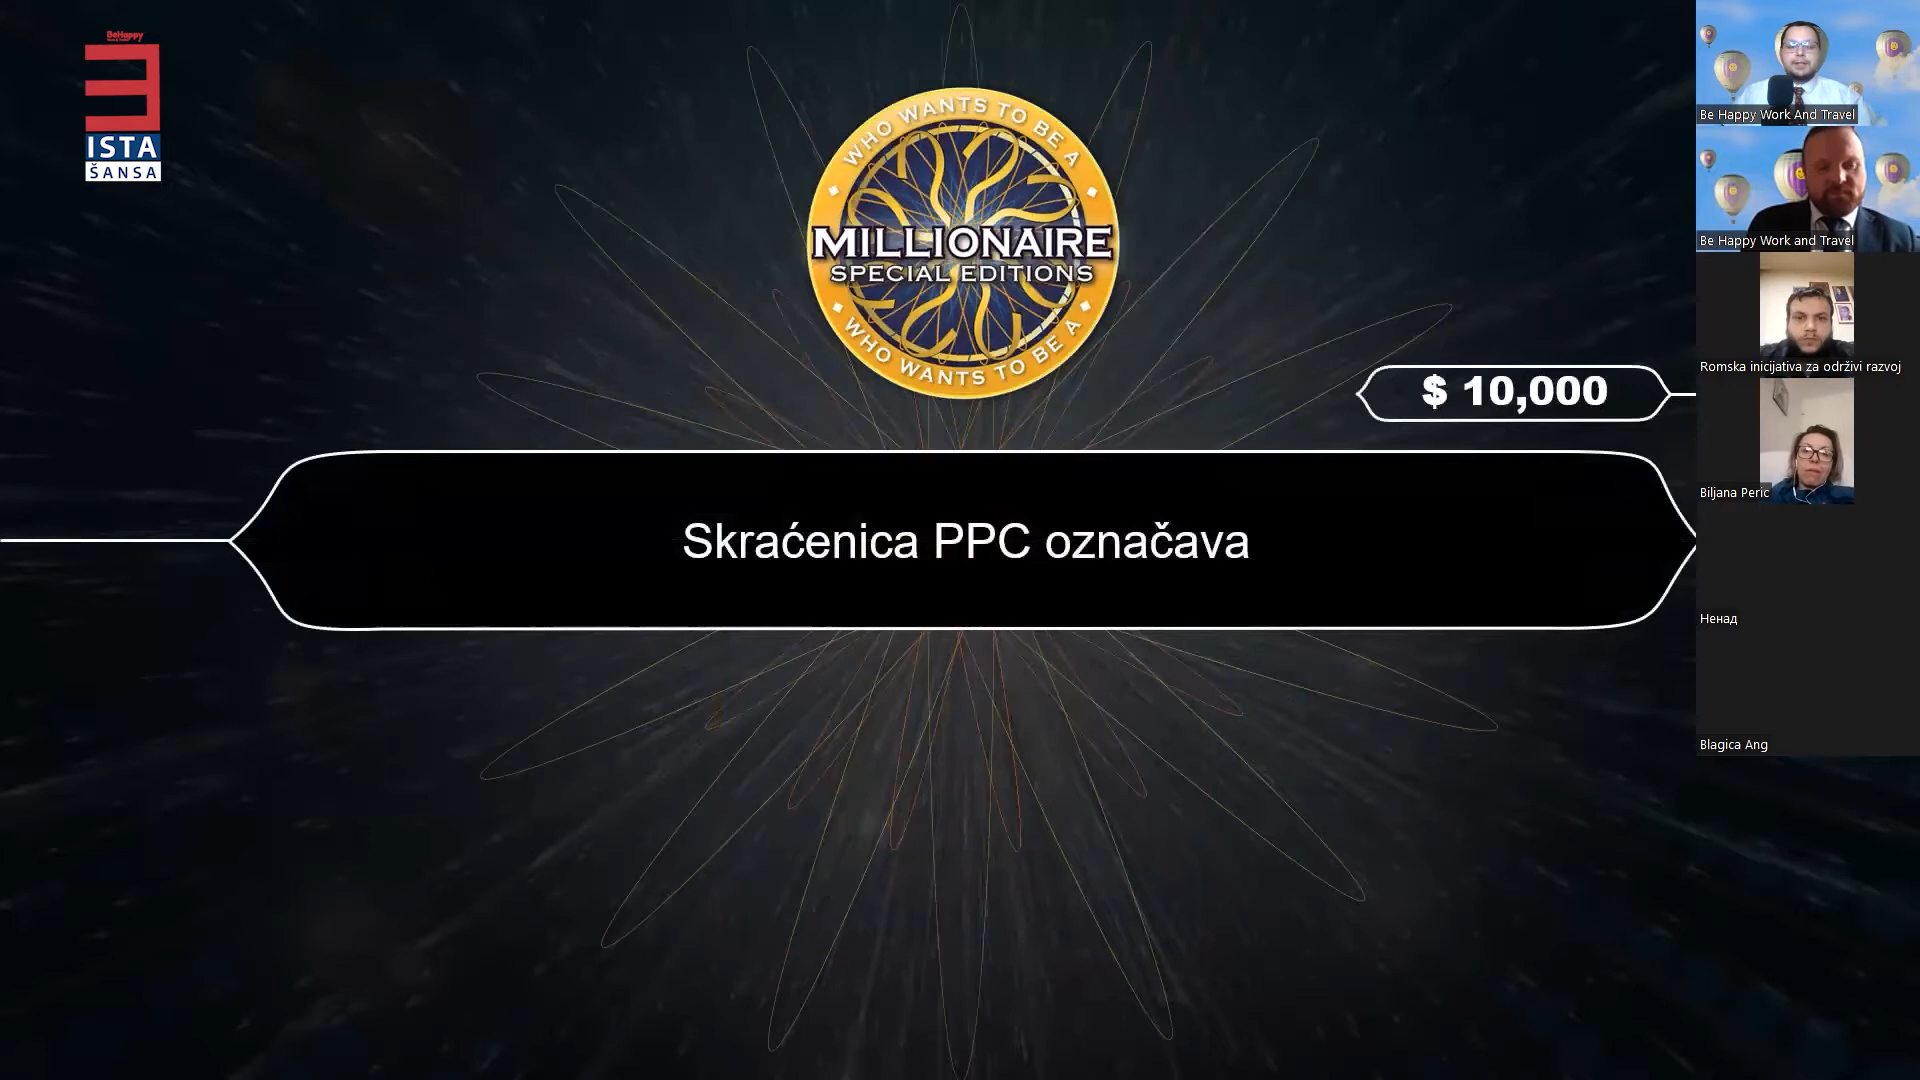 BeHappy
ISTA
ŠANSA
WHO WANTS TO BE A
MILLIONAIRE
SPECIAL EDITIONS
WHO WANTS TO BE A
$ 10,000
Skraćenica PPC označava
Be Happy Work And Travel
Be Happy Work and Travel
Romska inicijativa za održivi razvoj
Biljana Peric
Ненад
Blagica Ang